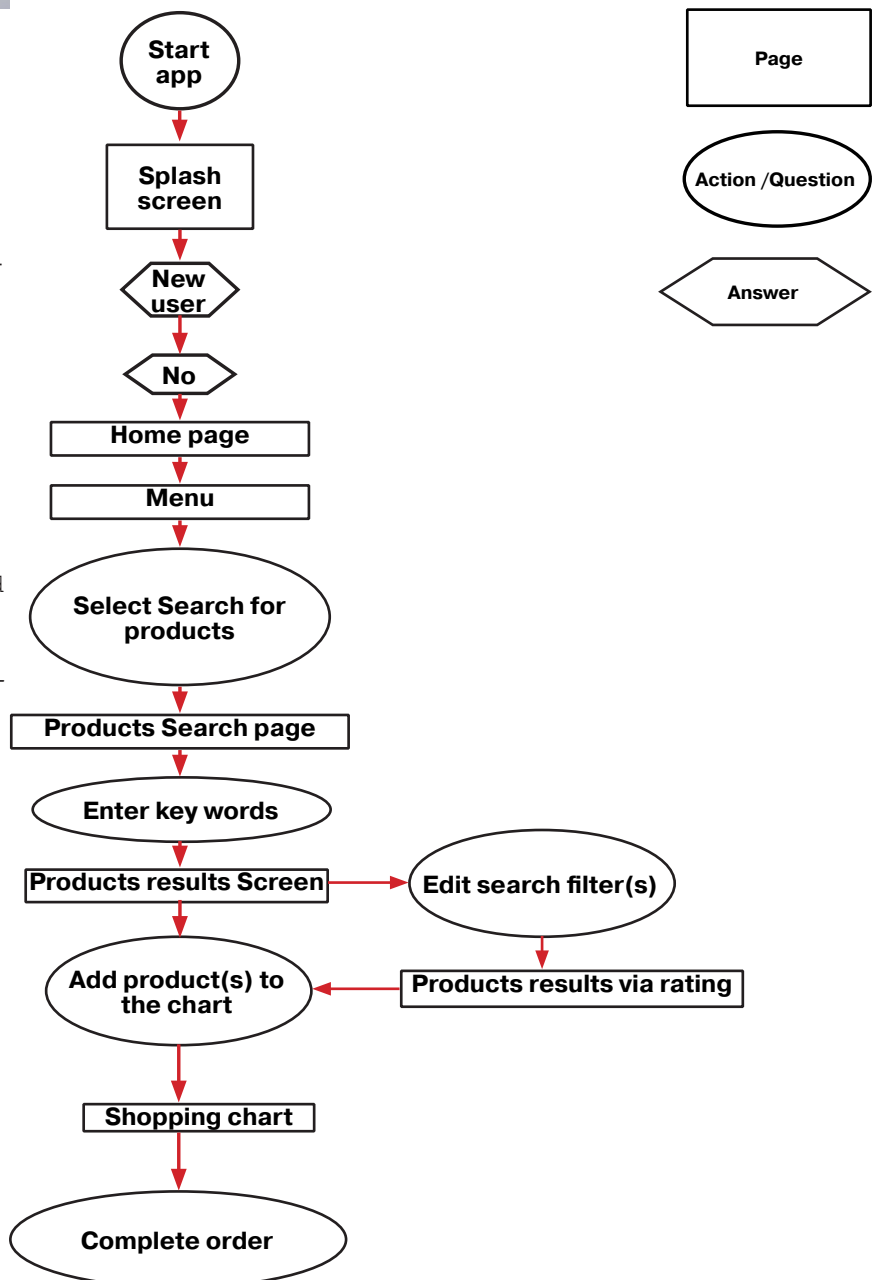 Start
app
Splash
screen
New
user
No
Home page
Menu
Select Search for
products
Products Search page
Enter key words
Products results Screen
Edit search filter(s)
Products results via rating
Add product(s) to
the chart
Shopping chart
Complete order
Page
Action /Question
Answer